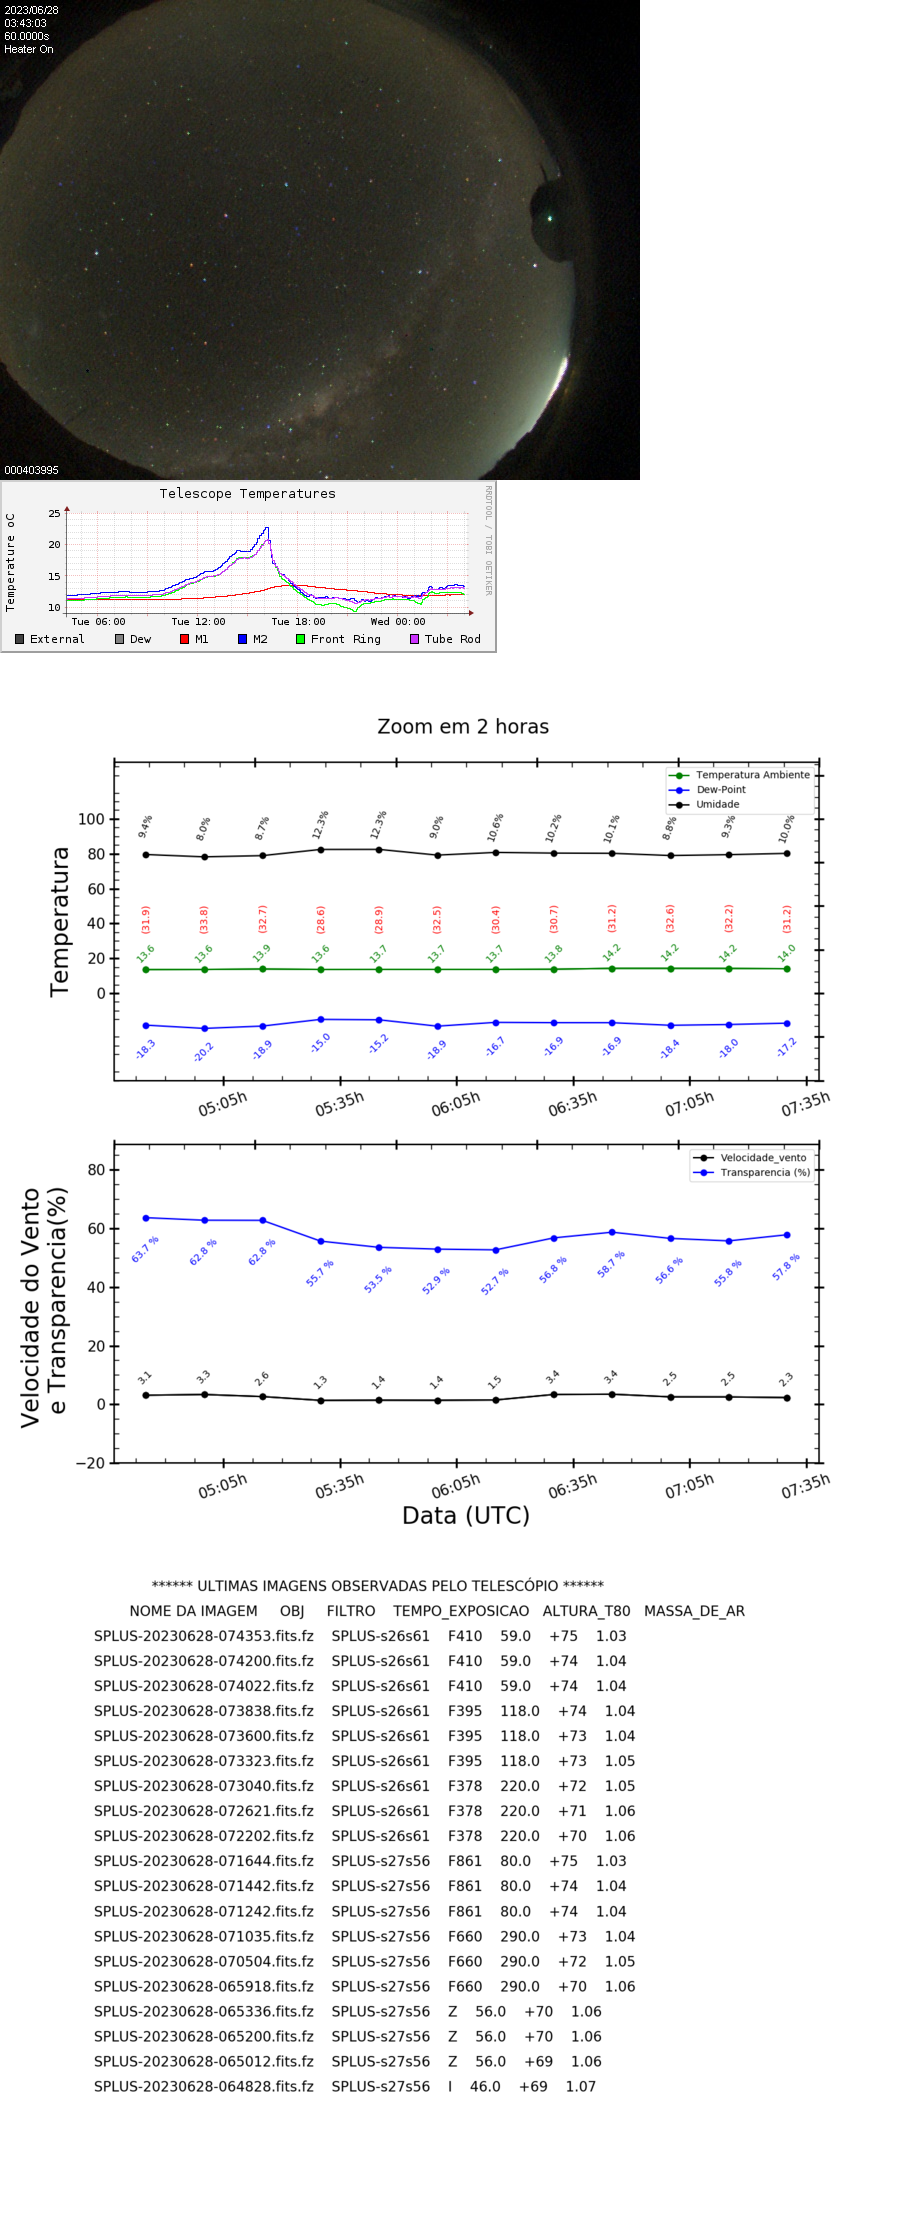 2023/06/28
03:43:03
60.0000s
Heater On
000403995
Telescope Temperatures
RRDTOOL / TOBI OETIKER
Temperature oC
25
20
15
10
Tue 06:00 Tue 12:00 Tue 18:00 Wed 00:00
External Dew M1 M2 Front Ring Tube Rod
Zoom em 2 horas
Temperatura Ambiente
Dew-Point
Umidade
Temperatura
100
80
60
40
20
0
9.4% 8.0% 8.7% 12.3% 12.3% 9.0% 10.6% 10.2% 10.1% 8.8% 9.3% 10.0%
(31.9) (33.8) (32.7) (28.6) (28.9) (32.5) (30.4) (30.7) (31.2) (32.6) (32.2) (31.2)
13.6 13.6 13.9 13.6 13.7 13.7 13.7 13.8 14.2 14.2 14.2 14.0
-18.3 -20.2 -18.9 -15.0 -15.2 -18.9 -16.7 -16.9 -16.9 -18.4 -18.0 -17.2
05:05h 05:35h 06:05h 06:35h 07:05h 07:35h
Velocidade_vento
Transparencia (%)
Velocidade do Vento
e Transparencia(%)
80
60
40
20
0
−20
63.7 % 62.8 % 62.8 % 55.7 % 53.5 % 52.9 % 52.7 % 56.8 % 58.7 % 56.6 % 55.8 % 57.8 %
3.1 3.3 2.6 1.3 1.4 1.4 1.5 3.4 3.4 2.5 2.5 2.3
05:05h 05:35h 06:05h 06:35h 07:05h 07:35h
Data (UTC)
****** ULTIMAS IMAGENS OBSERVADAS PELO TELESCÓPIO ******
NOME DA IMAGEM OBJ FILTRO TEMPO_EXPOSICAO ALTURA_T80 MASSA_DE_AR
SPLUS-20230628-074353.fits.fz SPLUS-s26s61 F410 59.0 +75 1.03
SPLUS-20230628-074200.fits.fz SPLUS-s26s61 F410 59.0 +74 1.04
SPLUS-20230628-074022.fits.fz SPLUS-s26s61 F410 59.0 +74 1.04
SPLUS-20230628-073838.fits.fz SPLUS-s26s61 F395 118.0 +74 1.04
SPLUS-20230628-073600.fits.fz SPLUS-s26s61 F395 118.0 +73 1.04
SPLUS-20230628-073323.fits.fz SPLUS-s26s61 F395 118.0 +73 1.05
SPLUS-20230628-073040.fits.fz SPLUS-s26s61 F378 220.0 +72 1.05
SPLUS-20230628-072621.fits.fz SPLUS-s26s61 F378 220.0 +71 1.06
SPLUS-20230628-072202.fits.fz SPLUS-s26s61 F378 220.0 +70 1.06
SPLUS-20230628-071644.fits.fz SPLUS-s27s56 F861 80.0 +75 1.03
SPLUS-20230628-071442.fits.fz SPLUS-s27s56 F861 80.0 +74 1.04
SPLUS-20230628-071242.fits.fz SPLUS-s27s56 F861 80.0 +74 1.04
SPLUS-20230628-071035.fits.fz SPLUS-s27s56 F660 290.0 +73 1.04
SPLUS-20230628-070504.fits.fz SPLUS-s27s56 F660 290.0 +72 1.05
SPLUS-20230628-065918.fits.fz SPLUS-s27s56 F660 290.0 +70 1.06
SPLUS-20230628-065336.fits.fz SPLUS-s27s56 Z 56.0 +70 1.06
SPLUS-20230628-065200.fits.fz SPLUS-s27s56 Z 56.0 +70 1.06
SPLUS-20230628-065012.fits.fz SPLUS-s27s56 Z 56.0 +69 1.06
SPLUS-20230628-064828.fits.fz SPLUS-s27s56 I 46.0 +69 1.07